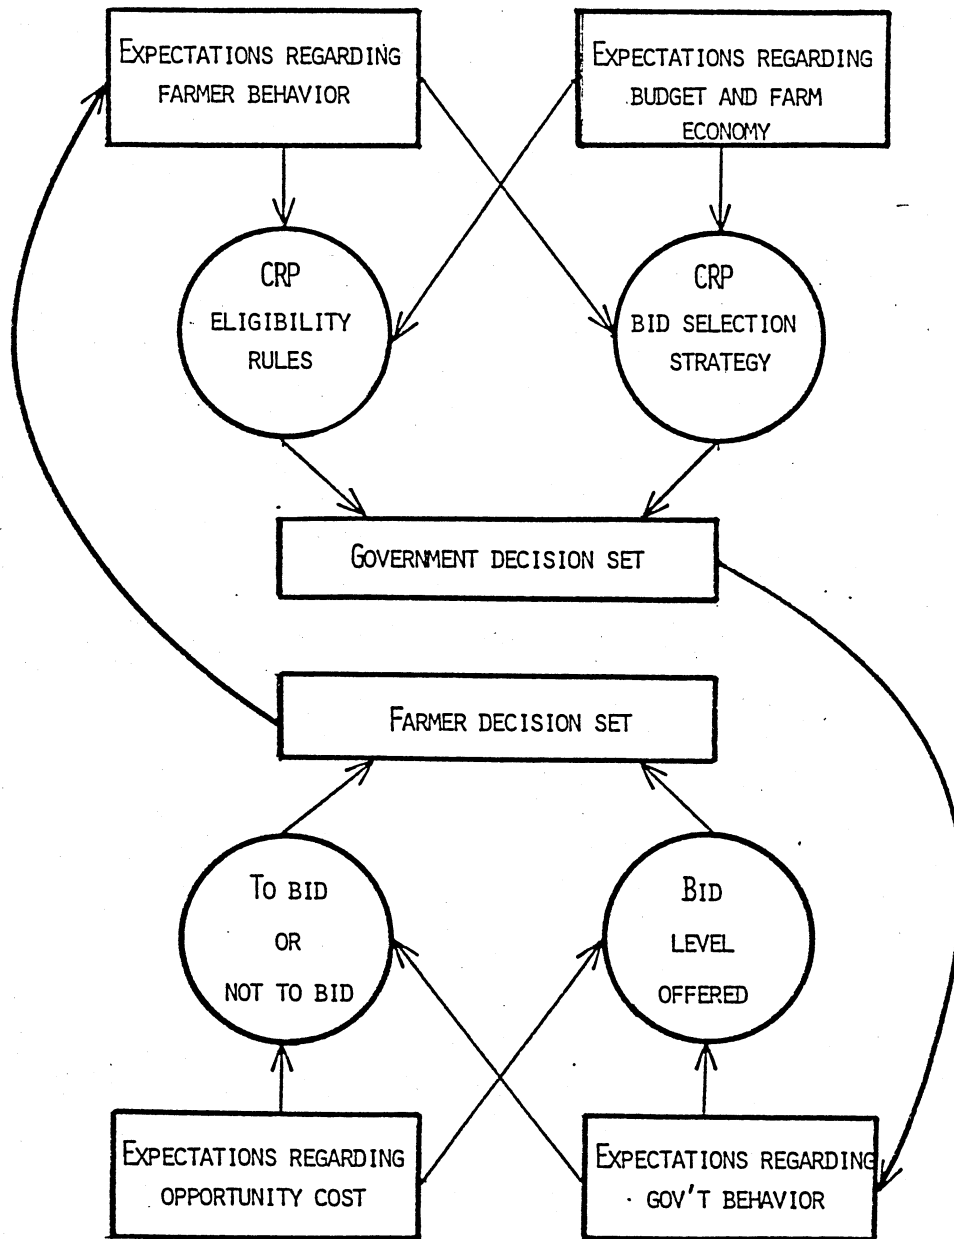 EXPECTATIONS REGARDING
FARMER BEHAVIOR
EXPECTATIONS REGARDING
BUDGET AND FARM
ECONOMY
CRP
ELIGIBILITY
RULES
CRP
BID SELECTION
STRATEGY
GOVERNMENT DECISION SET
FARMER DECISION SET
TO BID
OR
NOT TO BID
BID
LEVEL
OFFERED
EXPECTATIONS REGARDING
OPPORTUNITY COST
EXPECTATIONS REGARDING
GOV'T BEHAVIOR